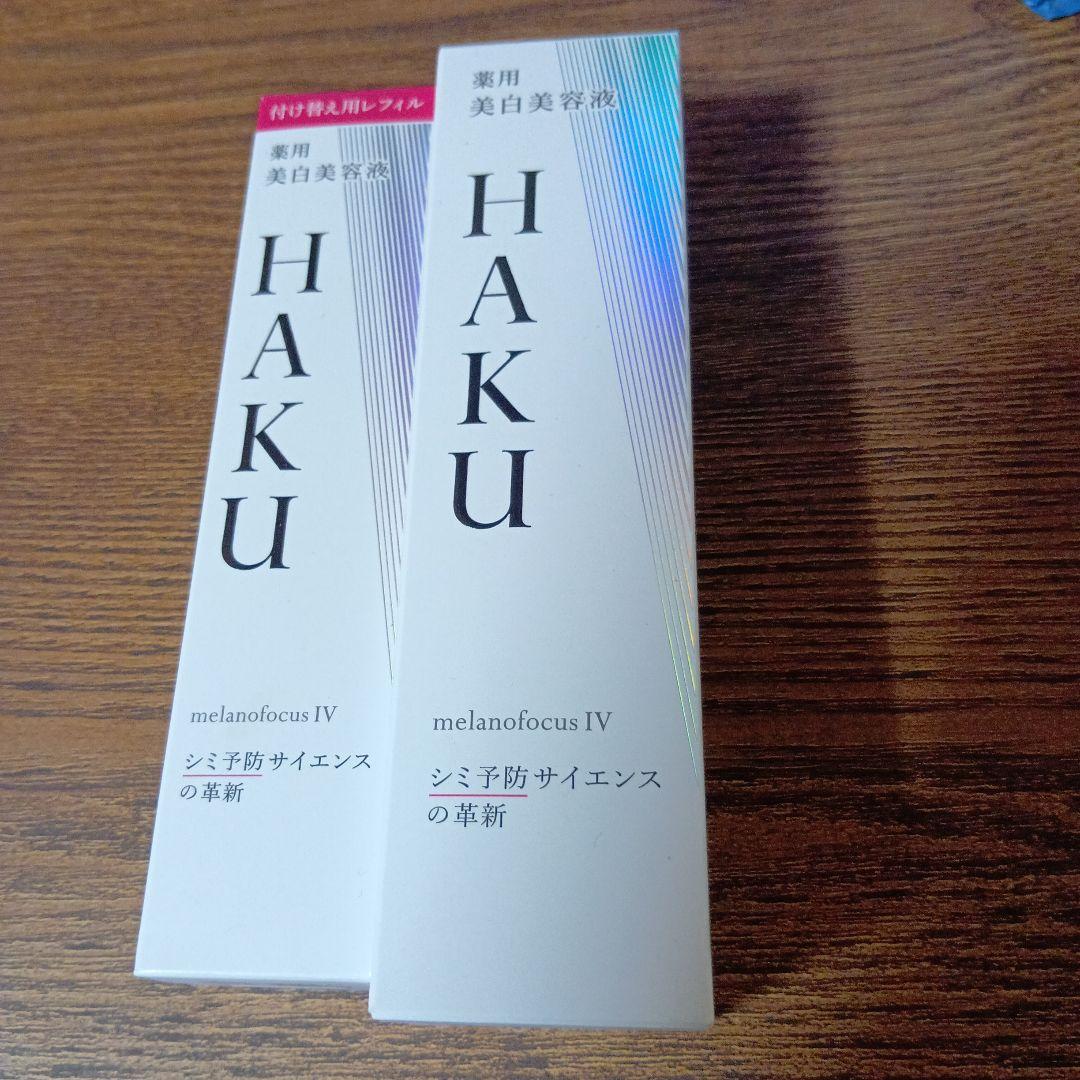 付け替え用レフィル
薬用
美白美容液
HAKU
melanofocus IV
シミ予防サイエンス
の革新
薬用
美白美容液
HAKU
melanofocus IV
シミ予防サイエンス
の革新